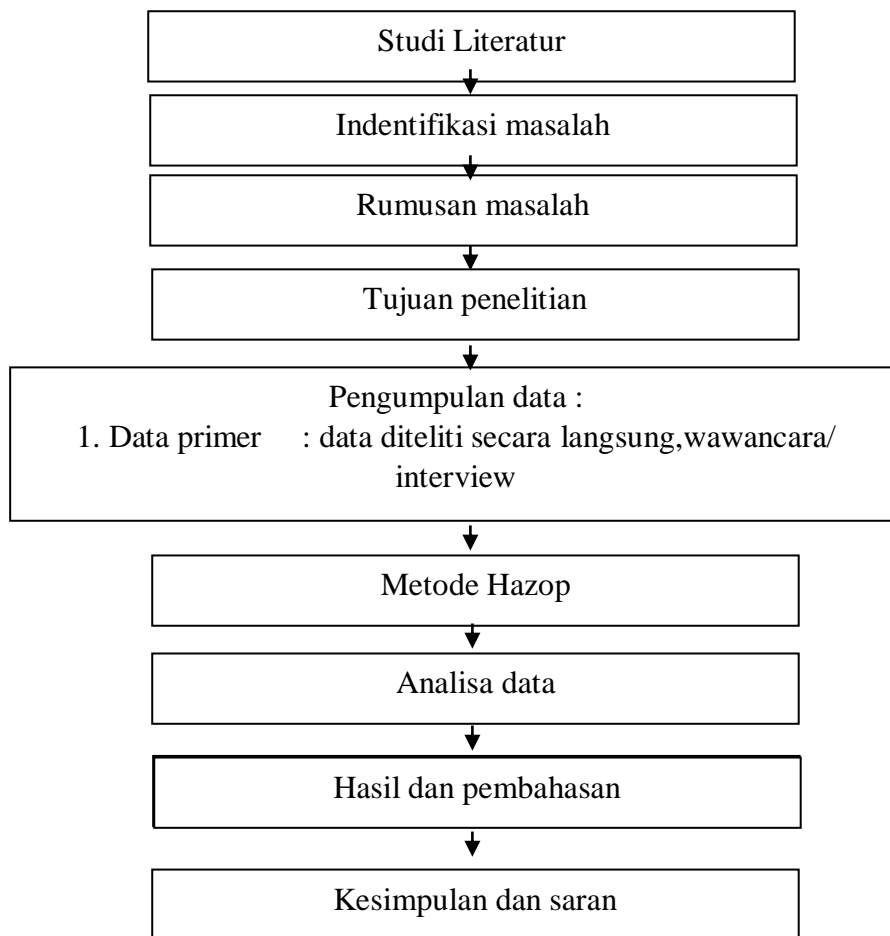 Studi Literatur
Indentifikasi masalah
Rumusan masalah
Tujuan penelitian
Pengumpulan data :
1. Data primer : data diteliti secara langsung,wawancara/
interview
Metode Hazop
Analisa data
Hasil dan pembahasan
Kesimpulan dan saran